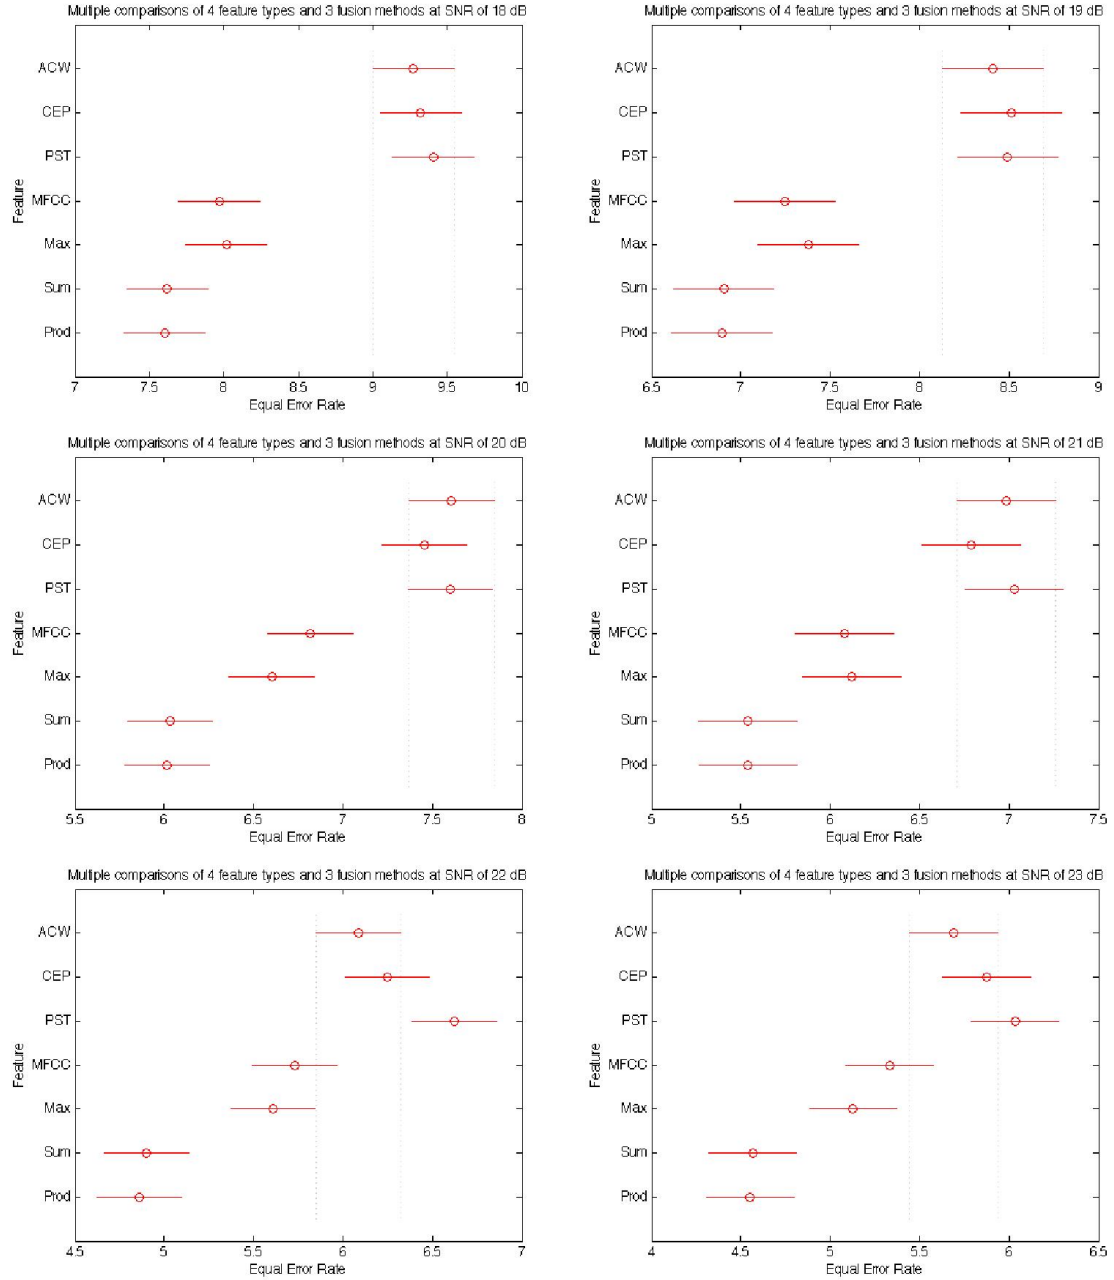 Multiple comparisons of 4 feature types and 3 fusion methods at SNR of 18 dB
ACW
CEP
PST
MFCC
Max
Sum
Prod
Feature
7 7.5 8 8.5 9 9.5 10
Equal Error Rate
Multiple comparisons of 4 feature types and 3 fusion methods at SNR of 19 dB
ACW
CEP
PST
MFCC
Max
Sum
Prod
Feature
6.5 7 7.5 8 8.5 9
Equal Error Rate
Multiple comparisons of 4 feature types and 3 fusion methods at SNR of 20 dB
ACW
CEP
PST
MFCC
Max
Sum
Prod
Feature
5.5 6 6.5 7 7.5 8
Equal Error Rate
Multiple comparisons of 4 feature types and 3 fusion methods at SNR of 21 dB
ACW
CEP
PST
MFCC
Max
Sum
Prod
Feature
5 5.5 6 6.5 7 7.5
Equal Error Rate
Multiple comparisons of 4 feature types and 3 fusion methods at SNR of 22 dB
ACW
CEP
PST
MFCC
Max
Sum
Prod
Feature
4.5 5 5.5 6 6.5 7
Equal Error Rate
Multiple comparisons of 4 feature types and 3 fusion methods at SNR of 23 dB
ACW
CEP
PST
MFCC
Max
Sum
Prod
Feature
4 4.5 5 5.5 6 6.5
Equal Error Rate